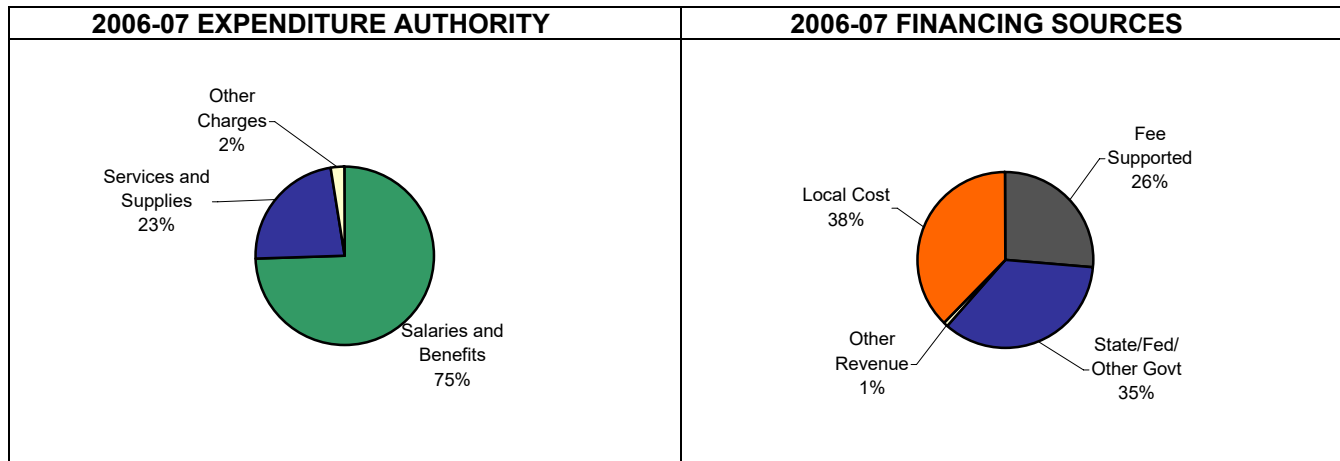 2006-07 EXPENDITURE AUTHORITY
Other
Charges
2%
Services and
Supplies
23%
Salaries and
Benefits
75%
2006-07 FINANCING SOURCES
Fee
Supported
26%
Local Cost
38%
Other
Revenue
1%
State/Fed/
Other Govt
35%